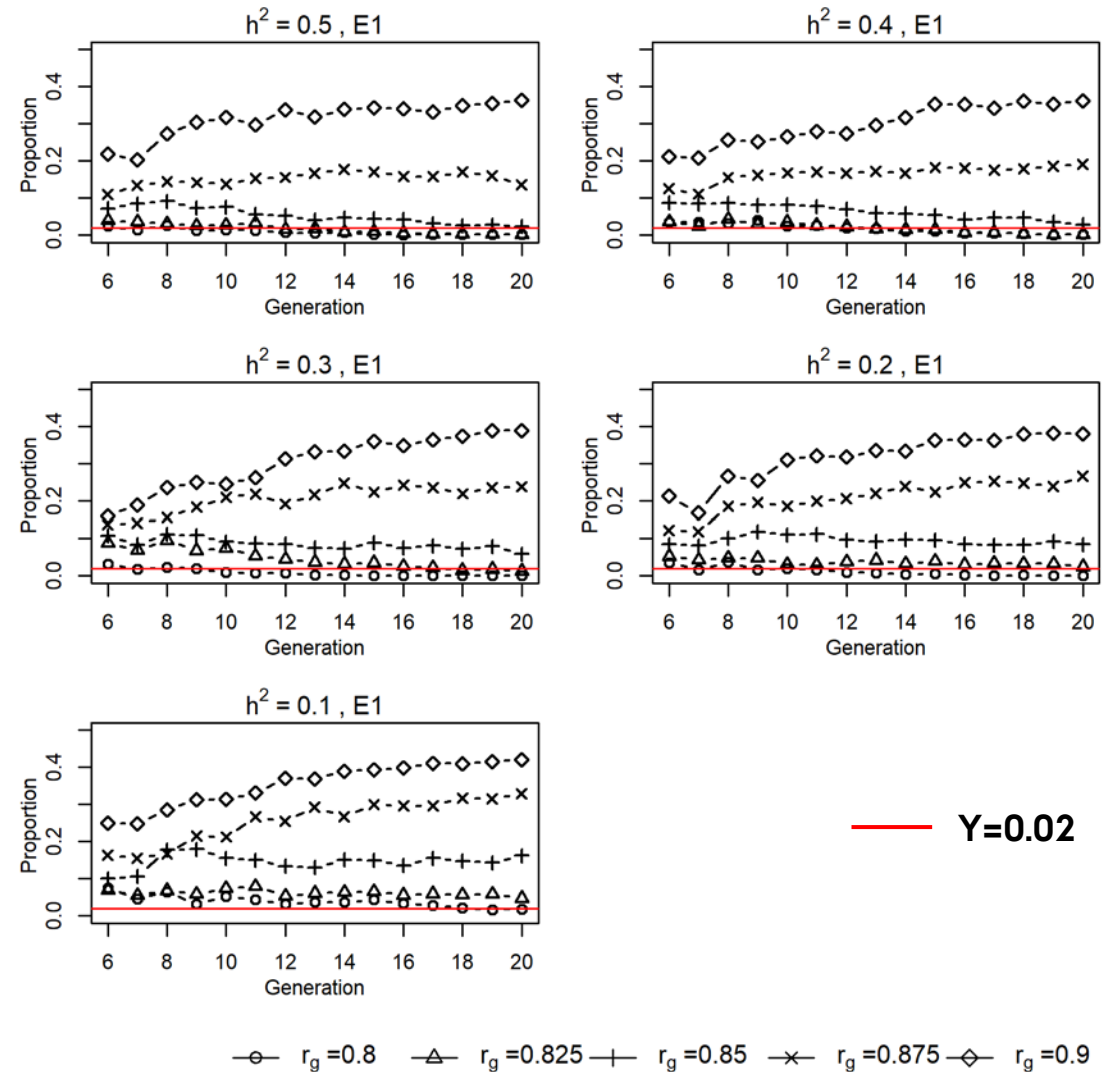 h² = 0.5 , E1
Proportion
0.4
0.2
0.0
6 8 10 12 14 16 18 20
Generation
h² = 0.4 , E1
Proportion
0.4
0.2
0.0
6 8 10 12 14 16 18 20
Generation
h² = 0.3 , E1
Proportion
0.4
0.2
0.0
6 8 10 12 14 16 18 20
Generation
h² = 0.2 , E1
Proportion
0.4
0.2
0.0
6 8 10 12 14 16 18 20
Generation
h² = 0.1 , E1
Proportion
0.4
0.2
0.0
6 8 10 12 14 16 18 20
Generation
Y=0.02
r_g =0.8 r_g =0.825 r_g =0.85 r_g =0.875 r_g =0.9